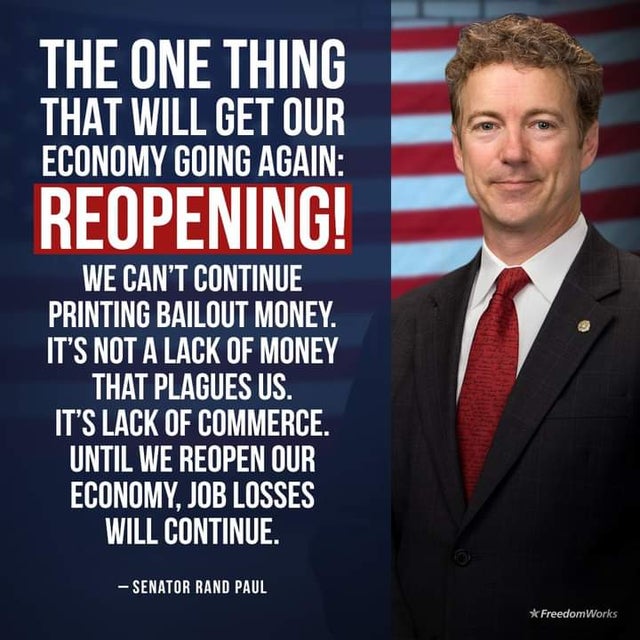 THE ONE THING
THAT WILL GET OUR
ECONOMY GOING AGAIN:
REOPENING!
WE CAN'T CONTINUE
PRINTING BAILOUT MONEY.
IT'S NOT A LACK OF MONEY
THAT PLAGUES US.
IT'S LACK OF COMMERCE.
UNTIL WE REOPEN OUR
ECONOMY, JOB LOSSES
WILL CONTINUE.
– SENATOR RAND PAUL
★FreedomWorks